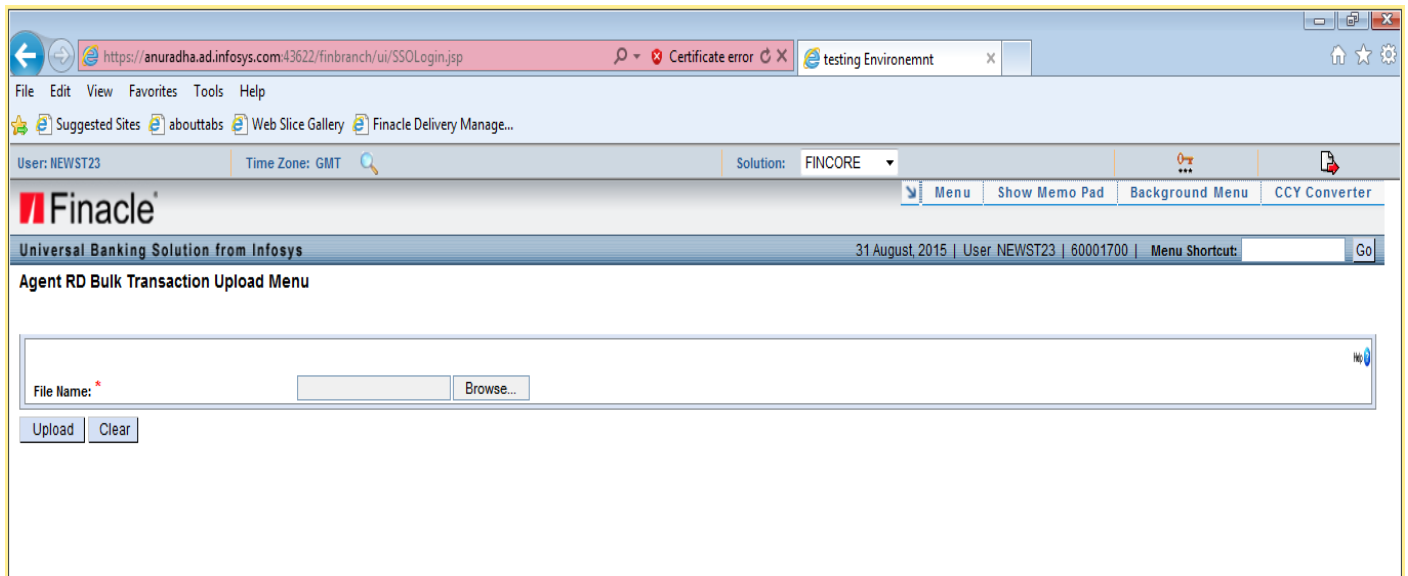 https://anuradha.ad.infosys.com:43622/finbranch/ui/SSOLogin.jsp Certificate error testing Environemnt
File Edit View Favorites Tools Help
Suggested Sites abouttabs Web Slice Gallery Finacle Delivery Manage...
User: NEWST23 Time Zone: GMT Solution: FINCORE
Finacle
Menu Show Memo Pad Background Menu CCY Converter
Universal Banking Solution from Infosys 31 August, 2015 | User NEWST23 | 60001700 | Menu Shortcut: Go
Agent RD Bulk Transaction Upload Menu
Help ?
File Name: * Browse...
Upload Clear